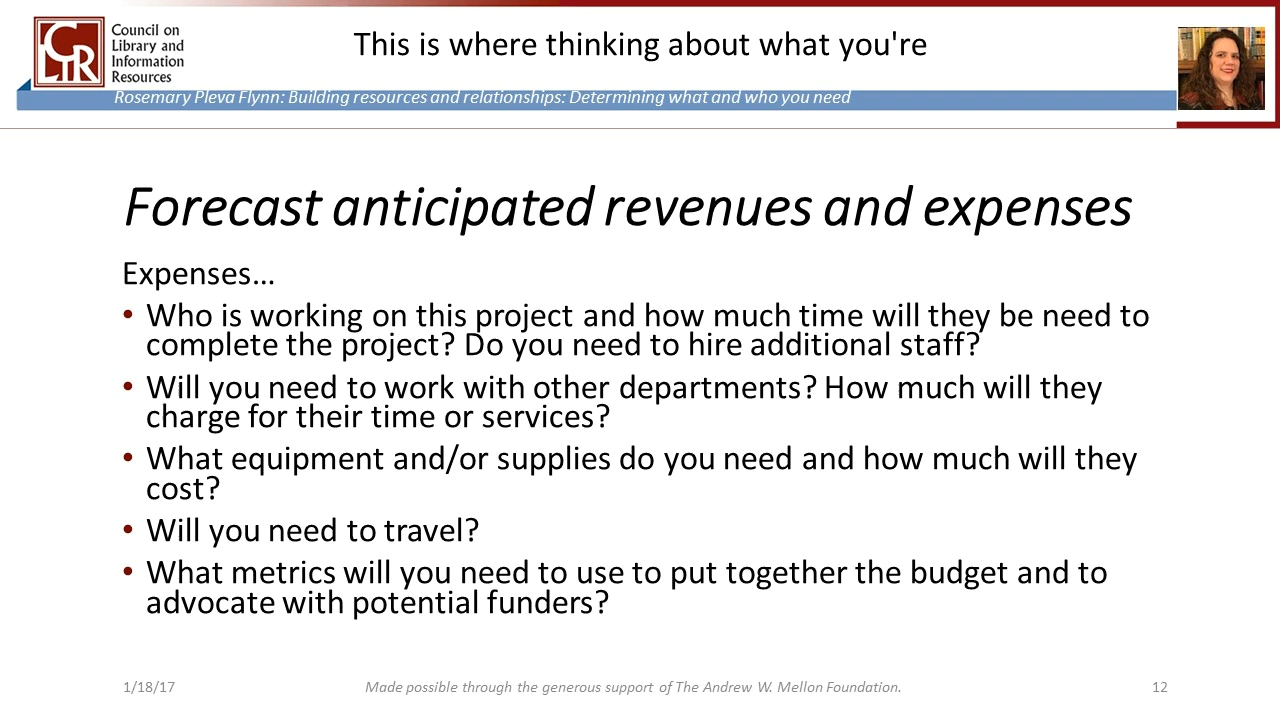 CLIR
Council on
Library and
Information
Resources
This is where thinking about what you're
Rosemary Pleva Flynn: Building resources and relationships: Determining what and who you need
Forecast anticipated revenues and expenses
Expenses...
• Who is working on this project and how much time will they be need to
complete the project? Do you need to hire additional staff?
• Will you need to work with other departments? How much will they
charge for their time or services?
• What equipment and/or supplies do you need and how much will they
cost?
• Will you need to travel?
• What metrics will you need to use to put together the budget and to
advocate with potential funders?
1/18/17
Made possible through the generous support of The Andrew W. Mellon Foundation.
12